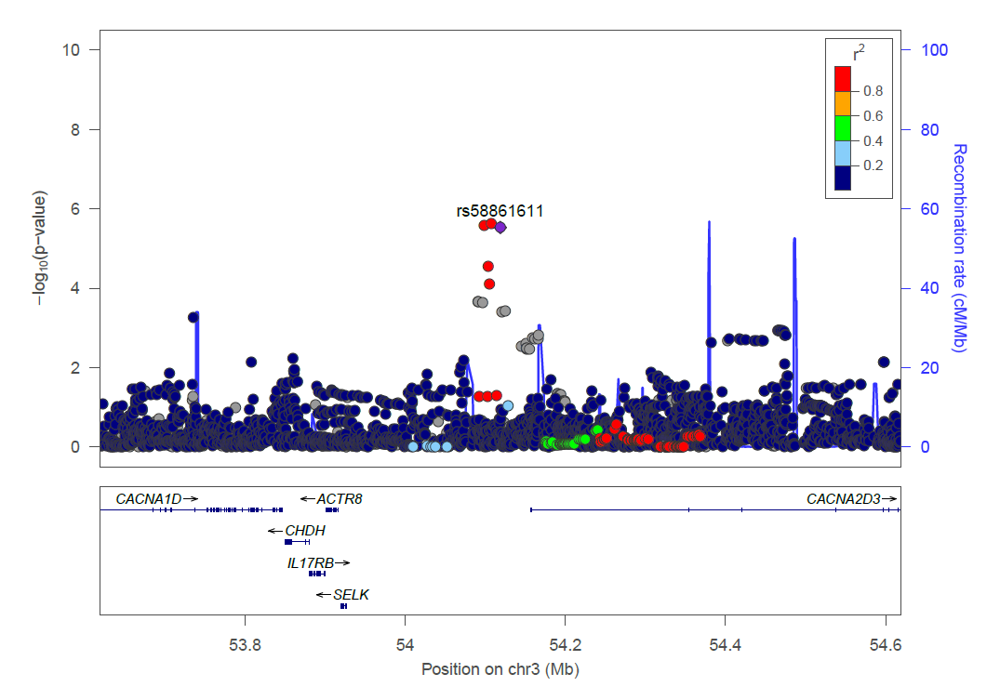 r2
0.8
0.6
0.4
0.2
rs58861611
10
8
6
4
2
0
−log10(p−value)
100
80
60
40
20
0
Recombination rate (cM/Mb)
CACNA1D
ACTR8
CACNA2D3
CHDH
IL17RB
SELK
53.8 54 54.2 54.4 54.6
Position on chr3 (Mb)